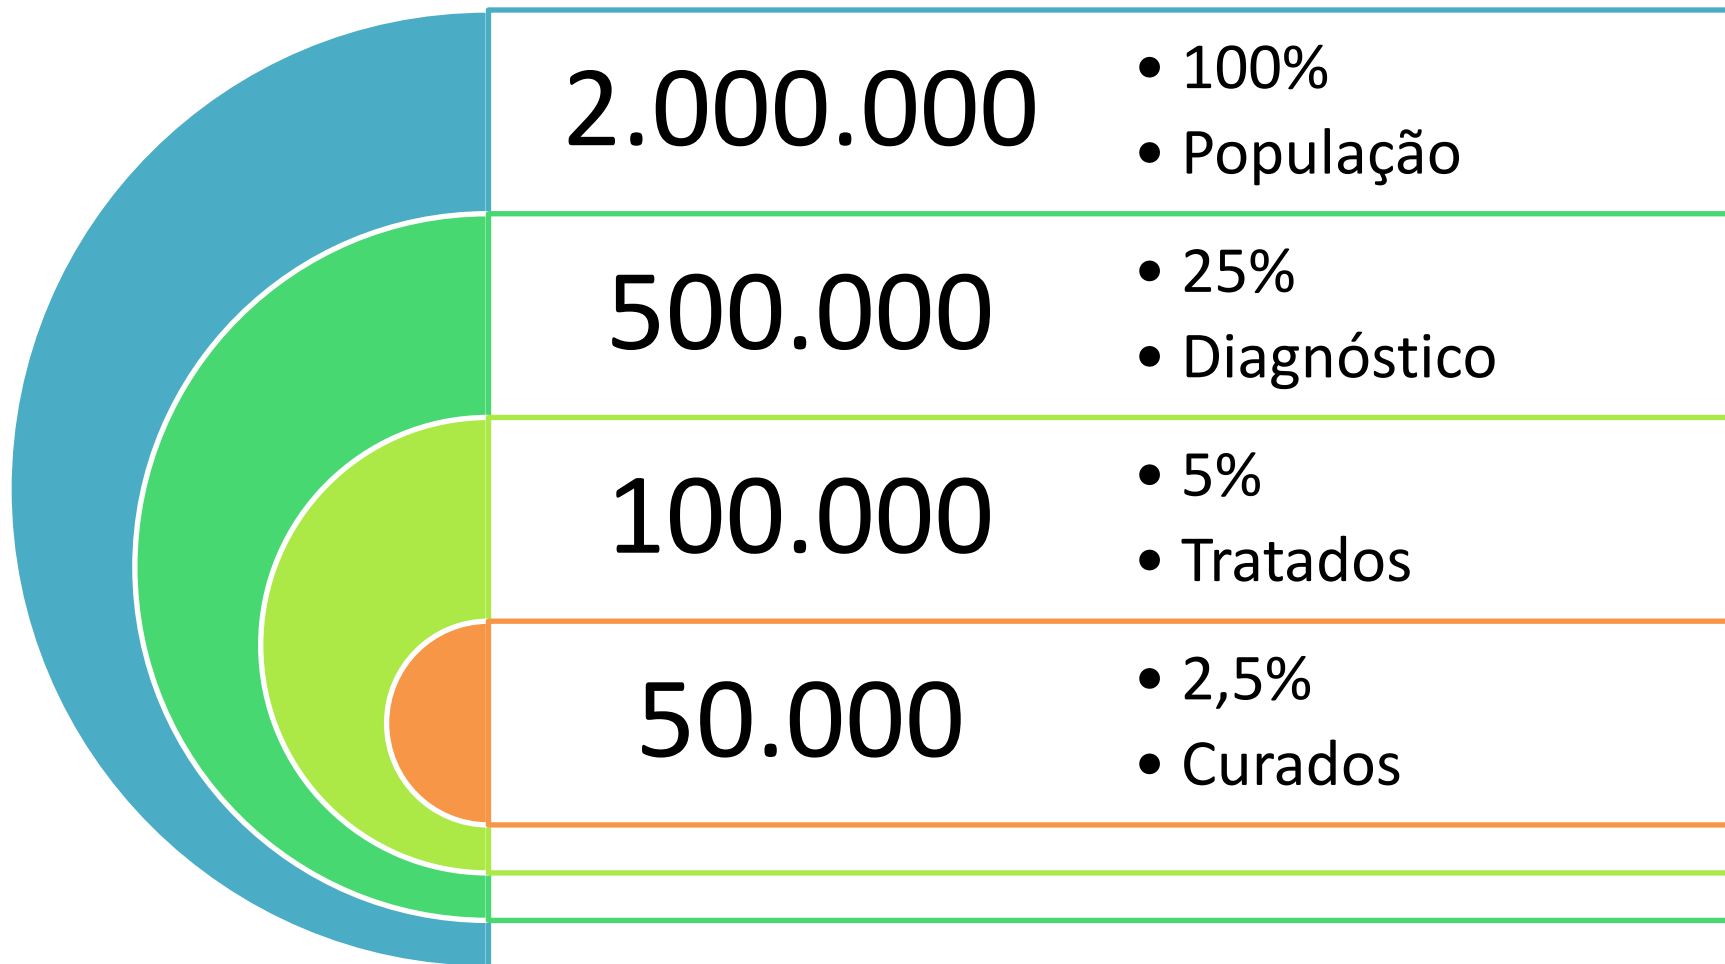 2.000.000
• 100%
• População
500.000
• 25%
• Diagnóstico
100.000
• 5%
• Tratados
50.000
• 2,5%
• Curados